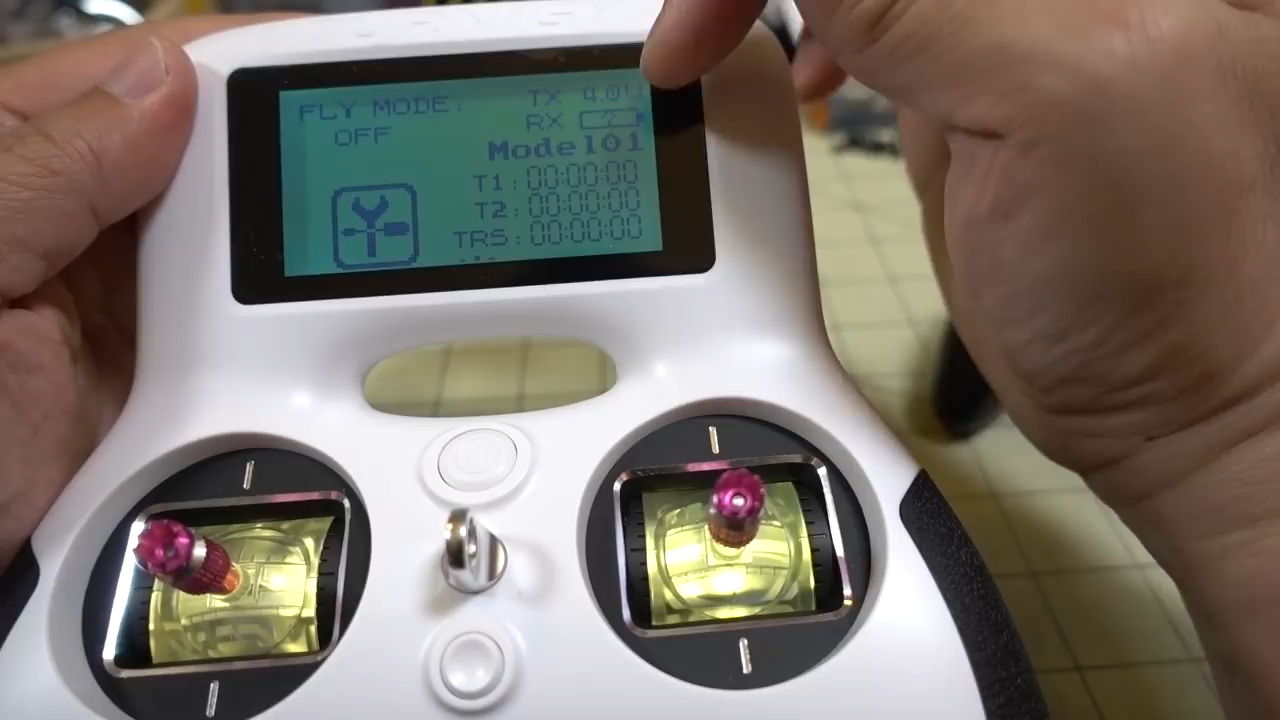 FLY MODE:
OFF
TX 4.0V
RX ?
Model01
T1: 00:00:00
T2: 00:00:00
TRS: 00:00:00